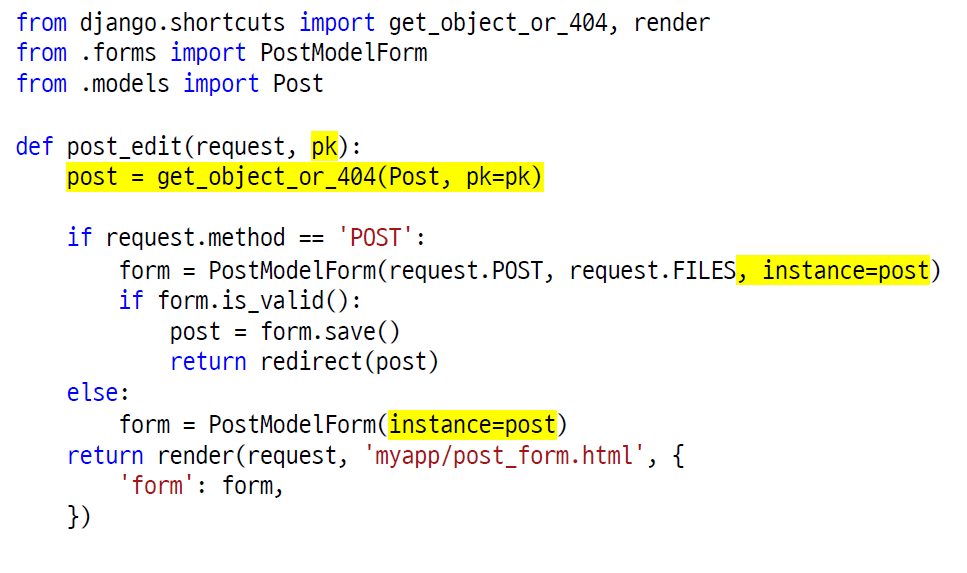 from django.shortcuts import get_object_or_404, render
from .forms import PostModelForm
from .models import Post

def post_edit(request, pk):
    post = get_object_or_404(Post, pk=pk)

    if request.method == 'POST':
        form = PostModelForm(request.POST, request.FILES, instance=post)
        if form.is_valid():
            post = form.save()
            return redirect(post)
    else:
        form = PostModelForm(instance=post)
    return render(request, 'myapp/post_form.html', {
        'form': form,
    })